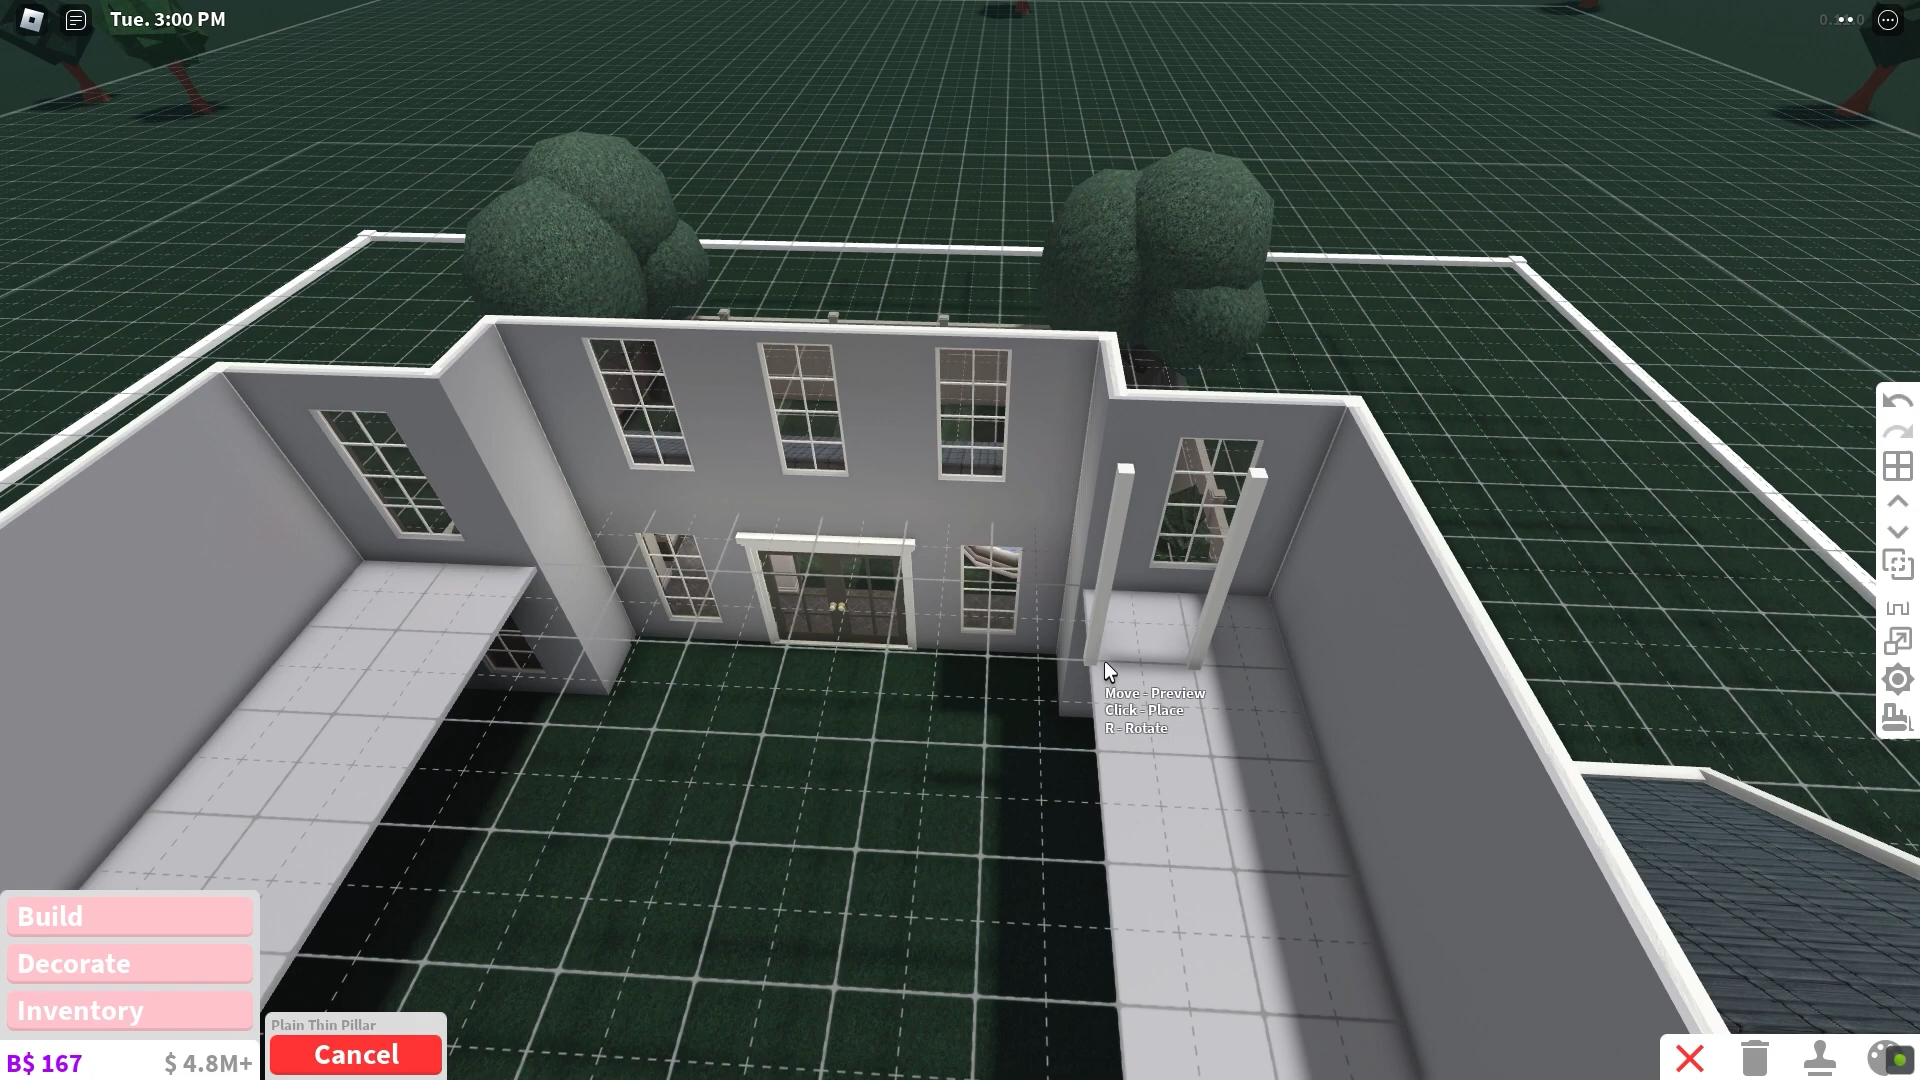 Tue. 3:00 PM
Move - Preview
Click - Place
R - Rotate
Build
Decorate
Inventory
Plain Thin Pillar
Cancel
B$ 167
$ 4.8M+